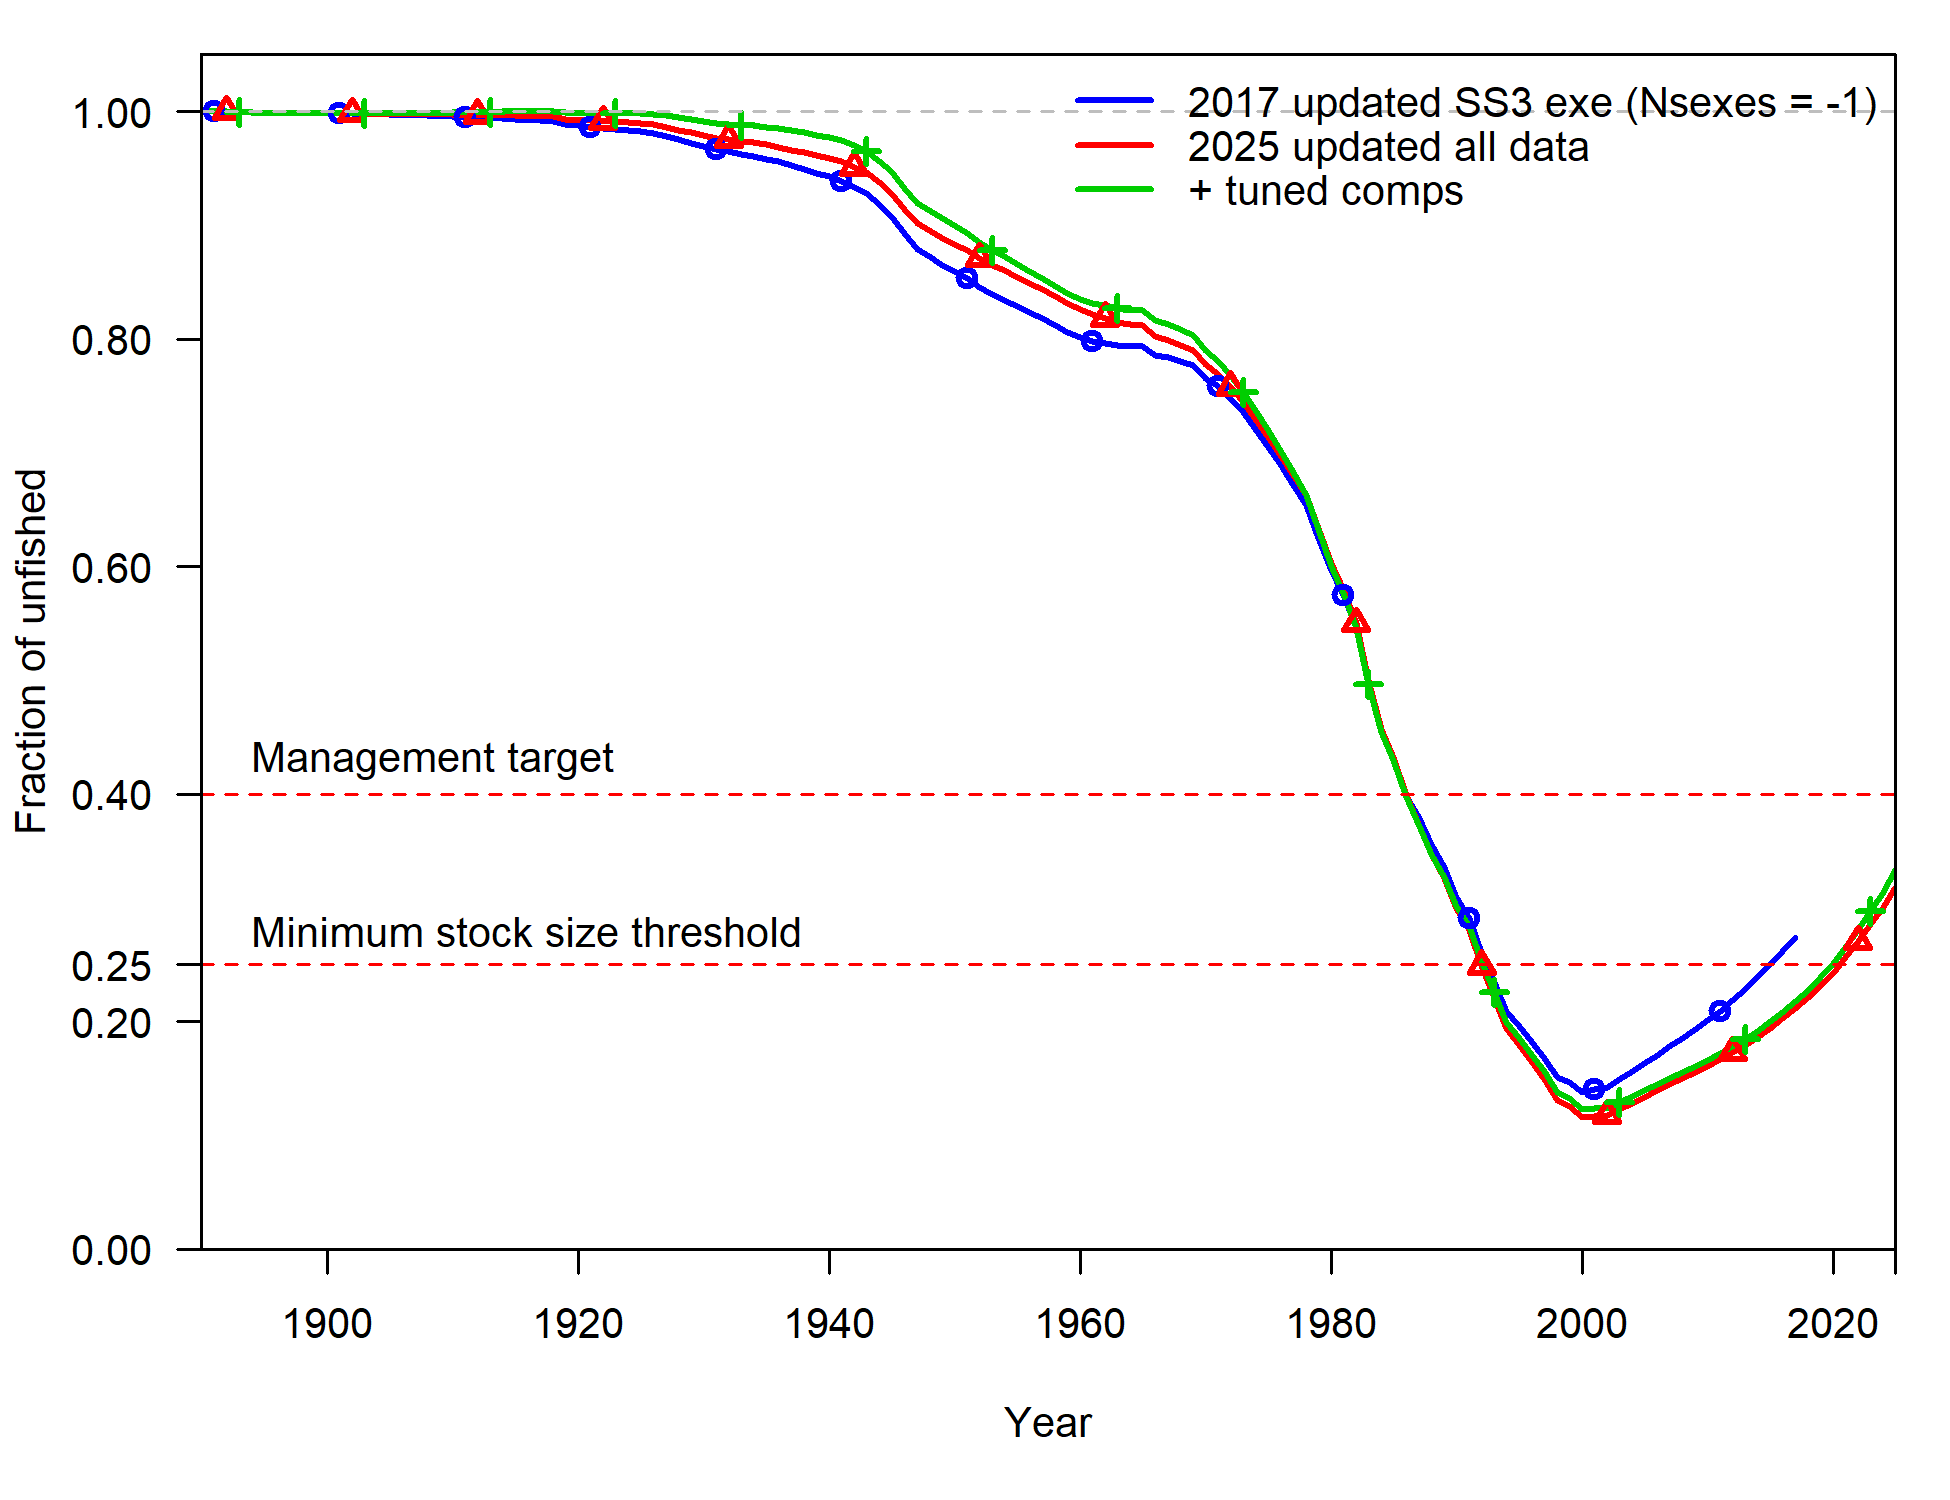 2017 updated SS3 exe (Nsexes = -1)
2025 updated all data
+ tuned comps
1.00
0.80
0.60
0.40
0.25
0.20
0.00
Fraction of unfished
Management target
Minimum stock size threshold
1900 1920 1940 1960 1980 2000 2020
Year